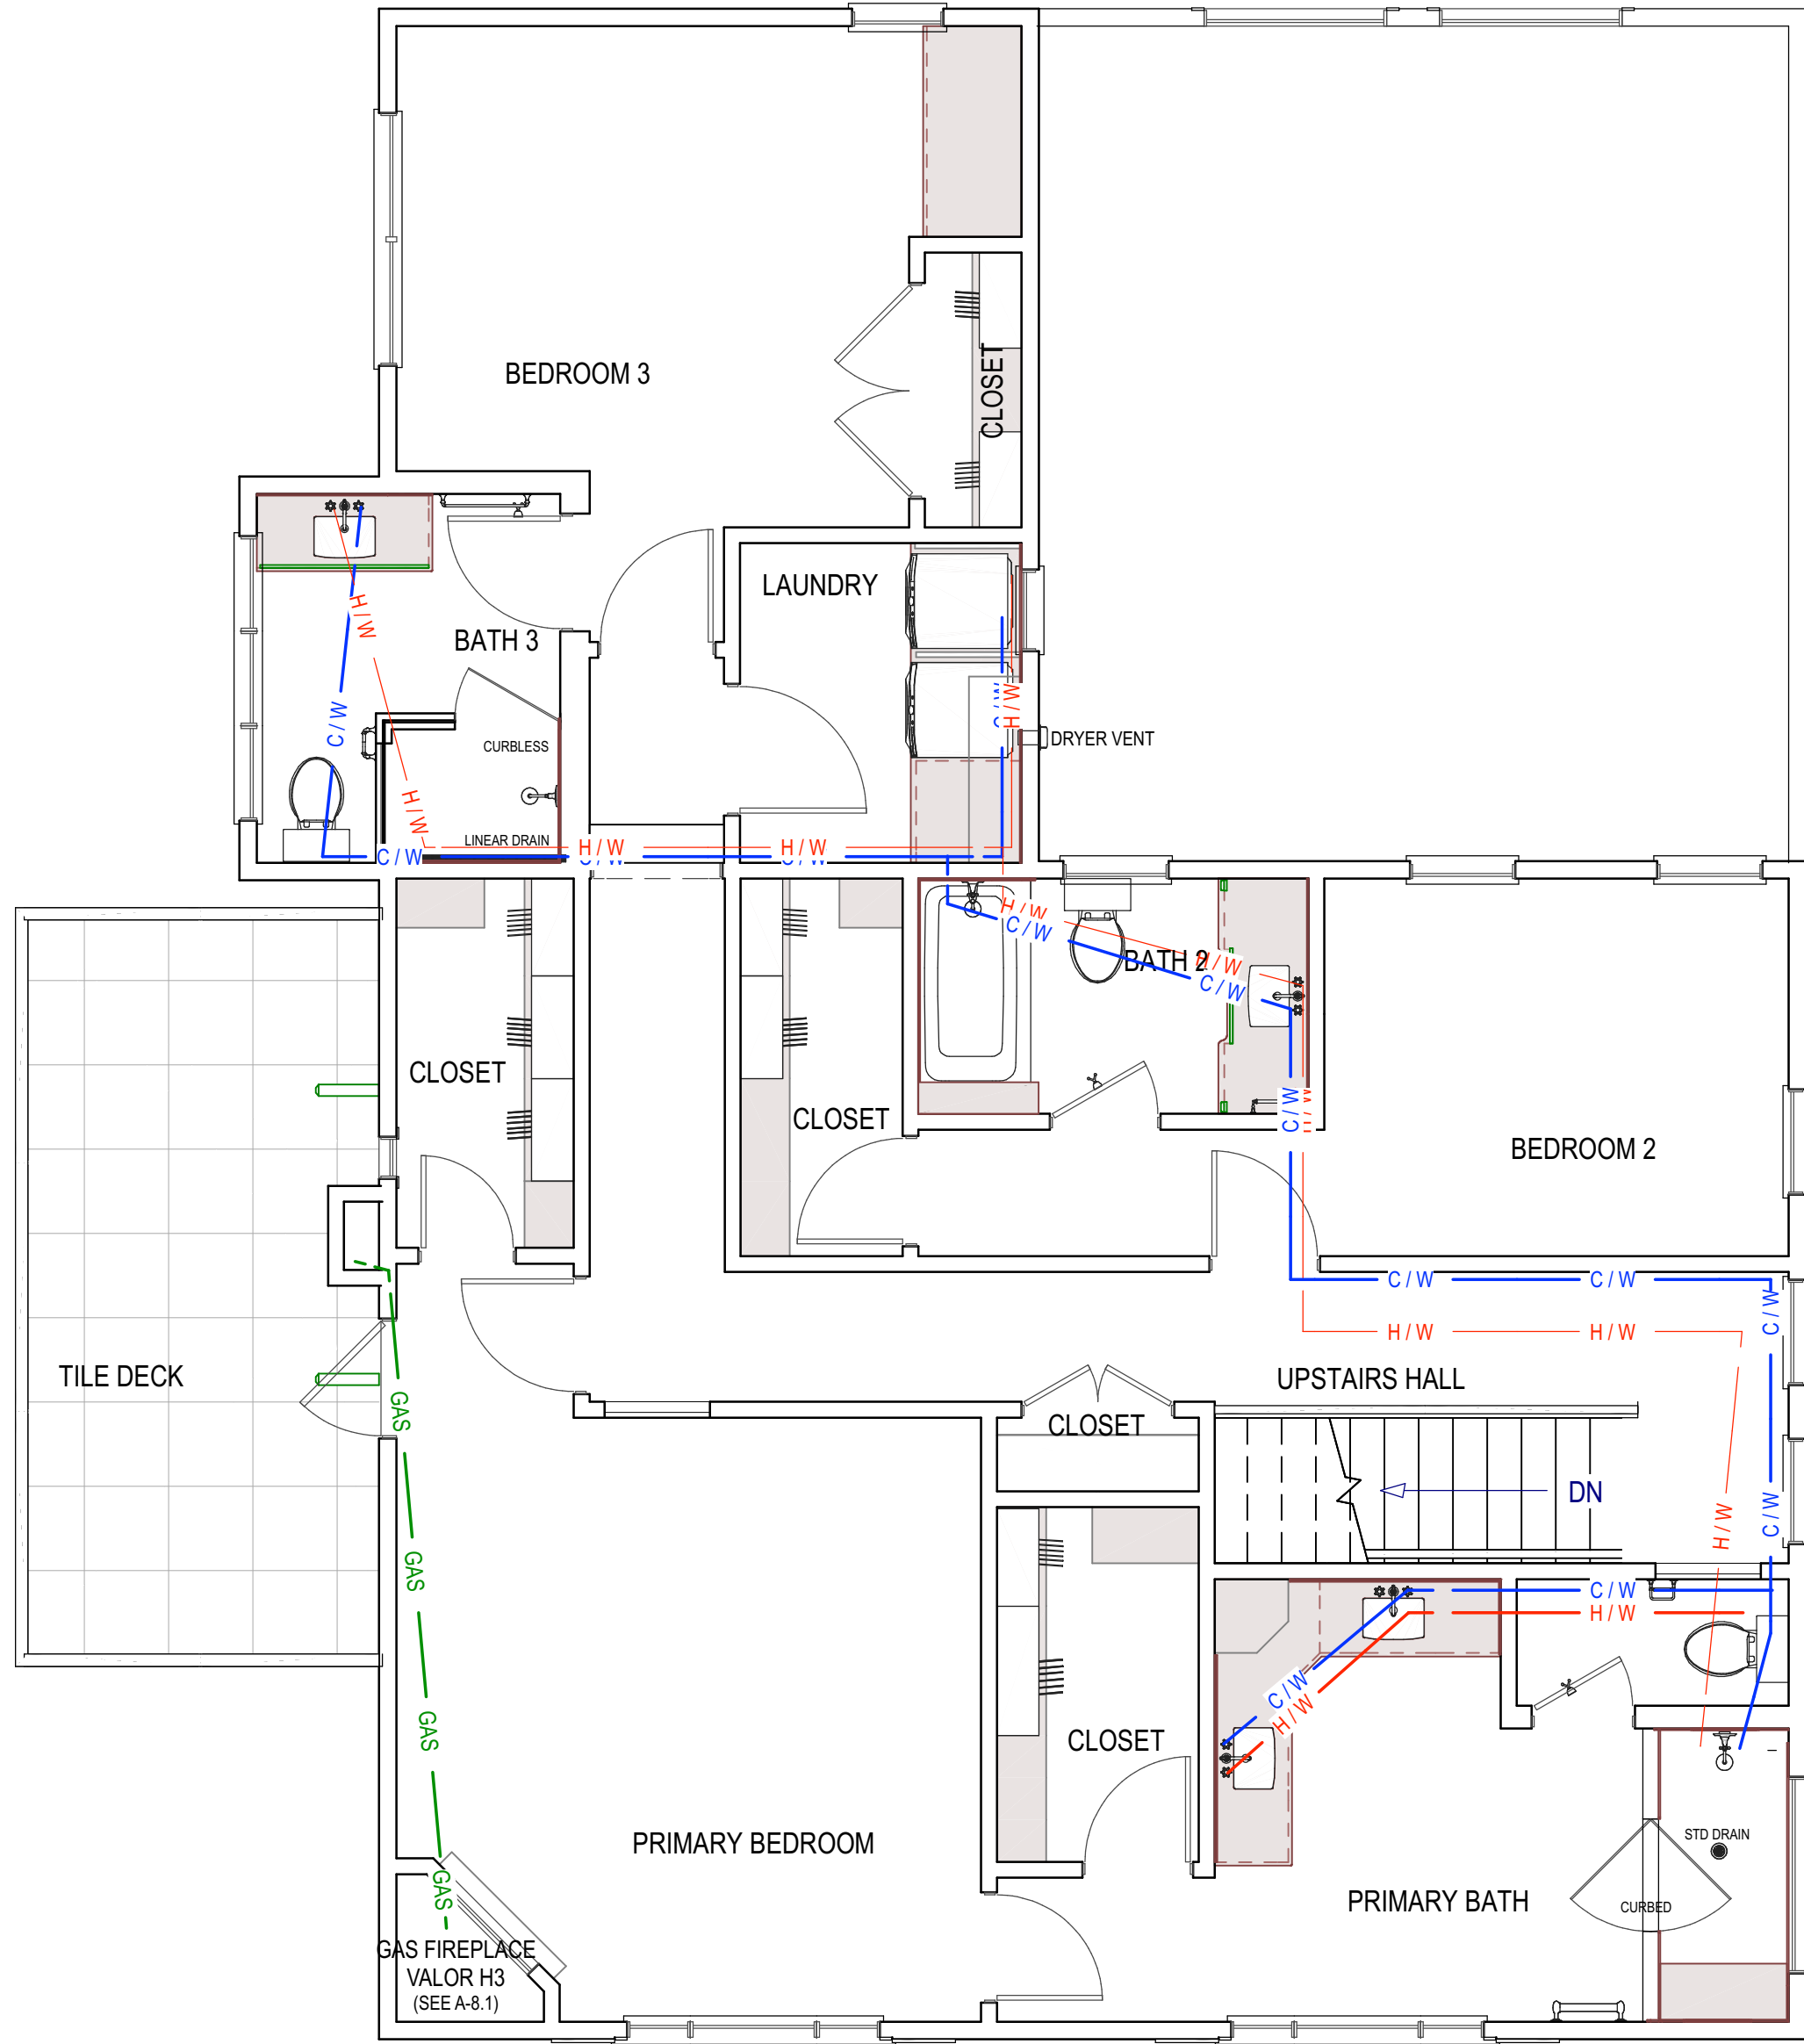 BEDROOM 3
CLOSET
LAUNDRY
BATH 3
H / W
C / W
C / W
H / W
CURBLESS
DRYER VENT
H / W
LINEAR DRAIN
C / W
H / W
C / W
H / W
C / W
H / W
C / W
BATH 2
H / W
C / W
CLOSET
CLOSET
C / W
H / W
BEDROOM 2
C / W
C / W
C / W
H / W
H / W
TILE DECK
UPSTAIRS HALL
GAS
CLOSET
DN
H / W
C / W
GAS
C / W
H / W
C / W
H / W
GAS
CLOSET
PRIMARY BEDROOM
STD DRAIN
GAS
PRIMARY BATH
CURBED
GAS FIREPLACE
VALOR H3
(SEE A-8.1)